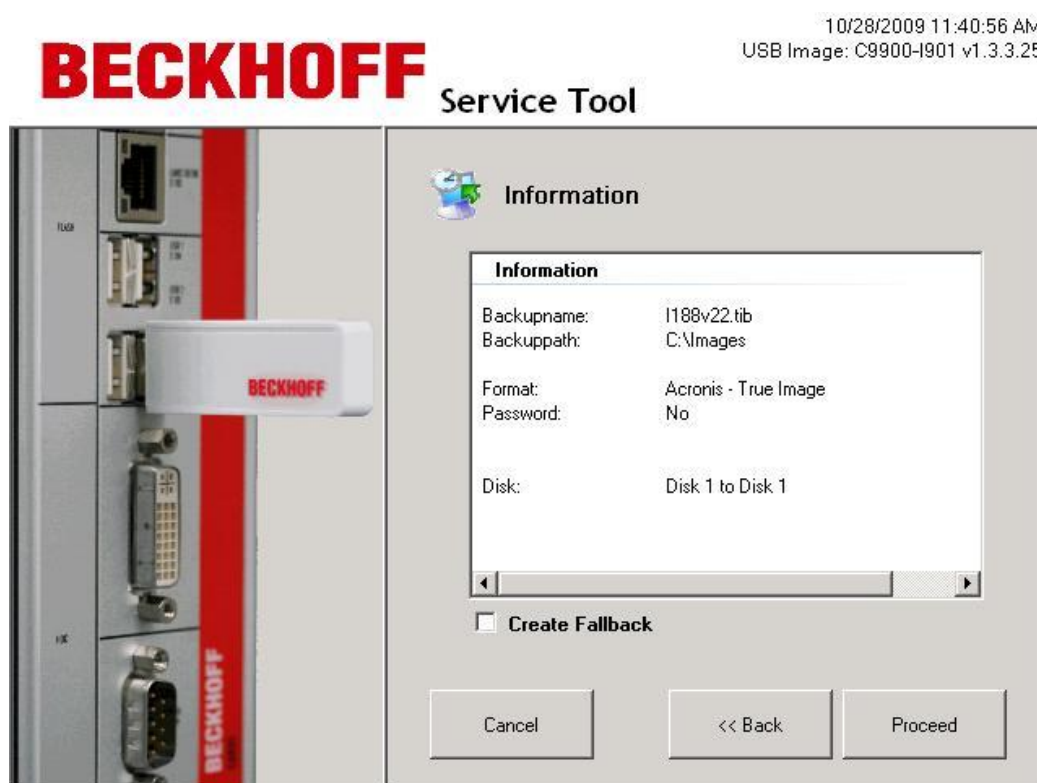 10/28/2009 11:40:56 AM
USB Image: C9900-I901 v1.3.3.25
BECKHOFF
Service Tool
FLASH
BECKHOFF
BECKHOFF
Information
Information
Backupname: I188v22.tib
Backuppath: C:\Images
Format: Acronis - True Image
Password: No
Disk: Disk 1 to Disk 1
Create Fallback
Cancel
<< Back
Proceed